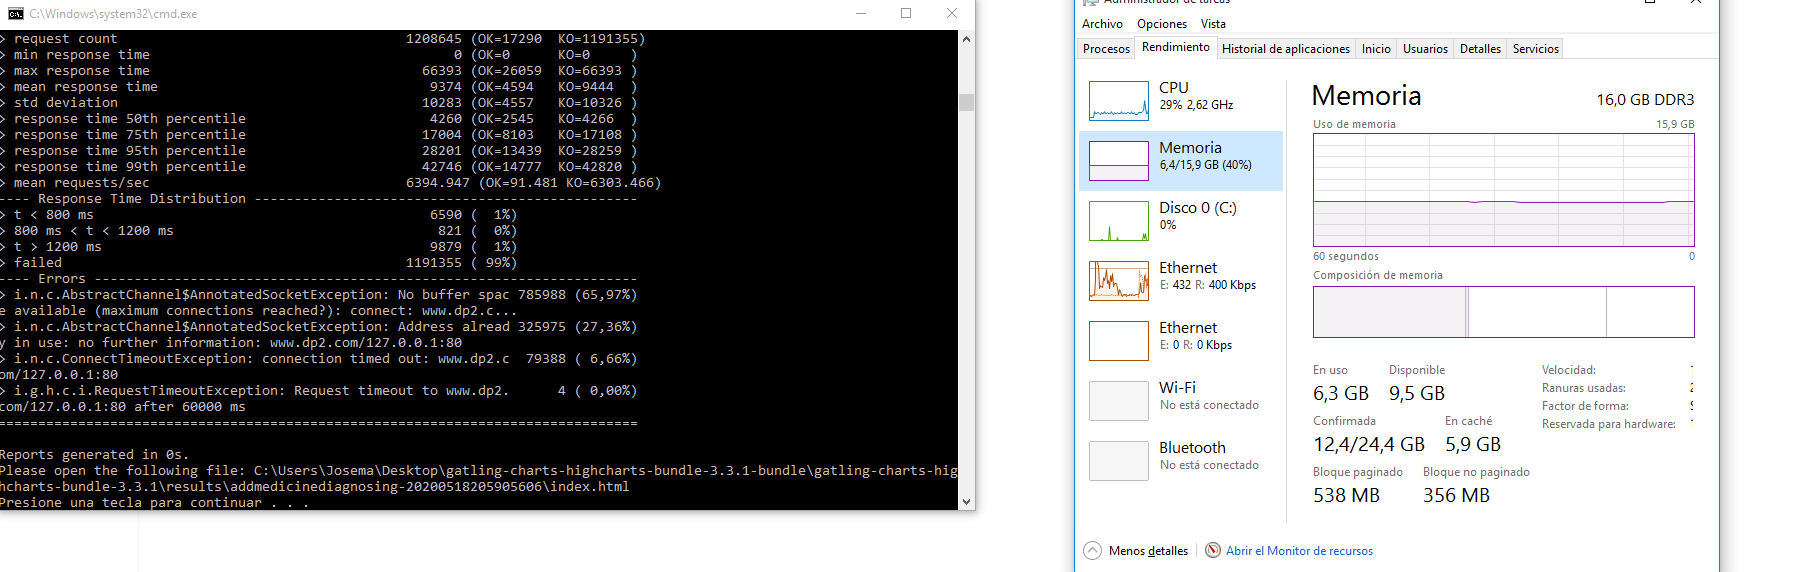 C:\Windows\system32\cmd.exe
> request count 1208645 (OK=17290 KO=1191355)
> min response time 0 (OK=0 KO=0 )
> max response time 66393 (OK=26059 KO=66393 )
> mean response time 9374 (OK=4594 KO=9444 )
> std deviation 10283 (OK=4557 KO=10326 )
> response time 50th percentile 4260 (OK=2545 KO=4266 )
> response time 75th percentile 17004 (OK=8103 KO=17108 )
> response time 95th percentile 28201 (OK=13439 KO=28259 )
> response time 99th percentile 42746 (OK=14777 KO=42820 )
> mean requests/sec 6394.947 (OK=91.481 KO=6303.466)
---- Response Time Distribution ------------------------------------------------
> t < 800 ms 6590 ( 1%)
> 800 ms < t < 1200 ms 821 ( 0%)
> t > 1200 ms 9879 ( 1%)
> failed 1191355 ( 99%)
---- Errors --------------------------------------------------------------------
> i.n.c.AbstractChannel$AnnotatedSocketException: No buffer spac 785988 (65,97%)
e available (maximum connections reached?): connect: www.dp2.c...
> i.n.c.AbstractChannel$AnnotatedSocketException: Address alread 325975 (27,36%)
y in use: no further information: www.dp2.com/127.0.0.1:80
> i.n.c.ConnectTimeoutException: connection timed out: www.dp2.c 79388 ( 6,66%)
om/127.0.0.1:80
> i.g.h.c.i.RequestTimeoutException: Request timeout to www.dp2. 4 ( 0,00%)
com/127.0.0.1:80 after 60000 ms
================================================================================
Reports generated in 0s.
Please open the following file: C:\Users\Josema\Desktop\gatling-charts-highcharts-bundle-3.3.1-bundle\gatling-charts-hig
hcharts-bundle-3.3.1\results\addmedicinediagnosing-20200518205905606\index.html
Presione una tecla para continuar . . .
Administrador de tareas
Archivo Opciones Vista
Procesos Rendimiento Historial de aplicaciones Inicio Usuarios Detalles Servicios
CPU
29% 2,62 GHz
Memoria
6,4/15,9 GB (40%)
Disco 0 (C:)
0%
Ethernet
E: 432 R: 400 Kbps
Ethernet
E: 0 R: 0 Kbps
Wi-Fi
No está conectado
Bluetooth
No está conectado
Memoria 16,0 GB DDR3
Uso de memoria 15,9 GB
60 segundos 0
Composición de memoria
En uso Disponible
6,3 GB 9,5 GB
Confirmada En caché
12,4/24,4 GB 5,9 GB
Bloque paginado Bloque no paginado
538 MB 356 MB
Velocidad:
Ranuras usadas:
Factor de forma:
Reservada para hardware:
Menos detalles Abrir el Monitor de recursos